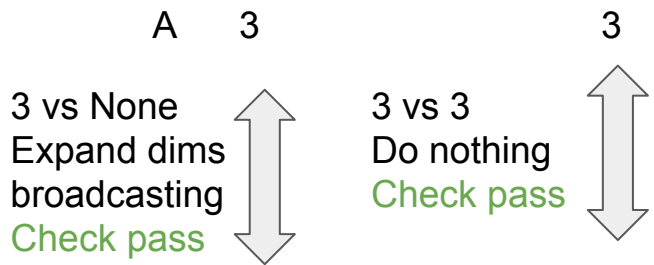 A 3 3
3 vs None
Expand dims
broadcasting
Check pass
3 vs 3
Do nothing
Check pass